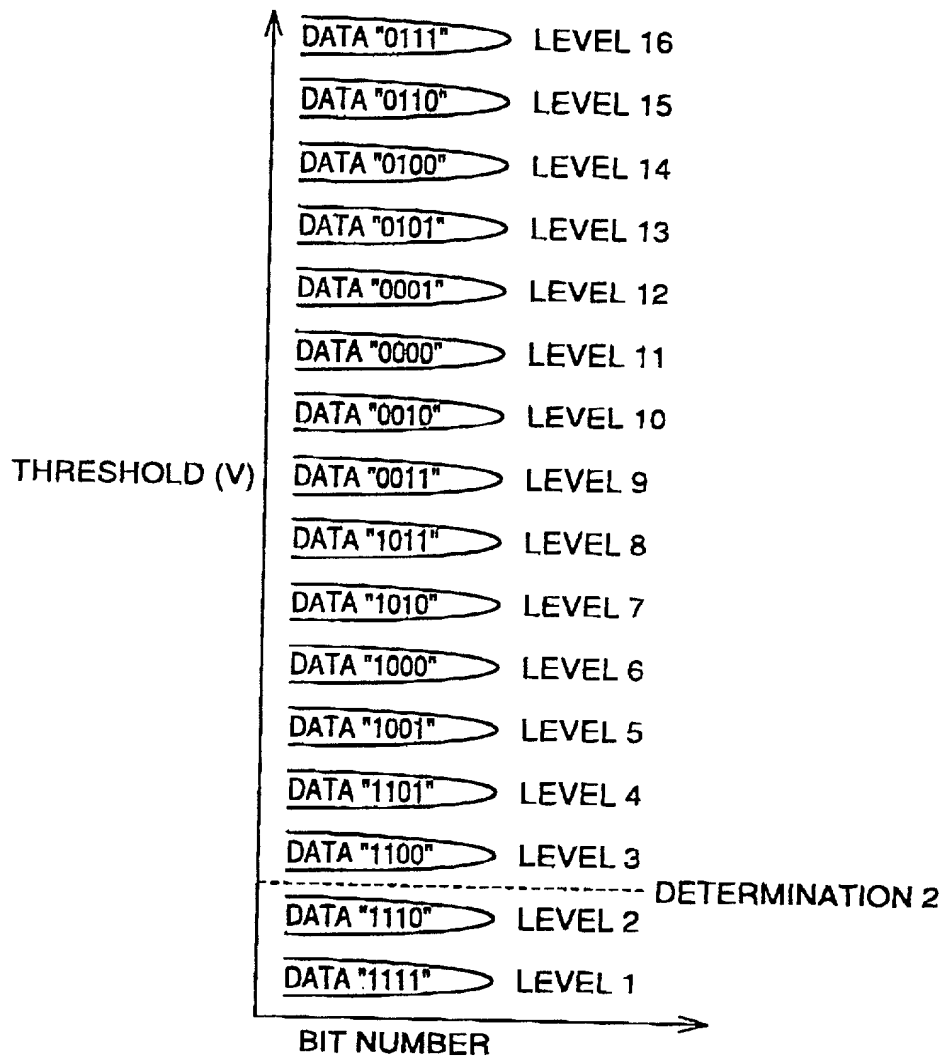 DATA "0111" LEVEL 16
DATA "0110" LEVEL 15
DATA "0100" LEVEL 14
DATA "0101" LEVEL 13
DATA "0001" LEVEL 12
DATA "0000" LEVEL 11
DATA "0010" LEVEL 10
THRESHOLD (V)
DATA "0011" LEVEL 9
DATA "1011" LEVEL 8
DATA "1010" LEVEL 7
DATA "1000" LEVEL 6
DATA "1001" LEVEL 5
DATA "1101" LEVEL 4
DATA "1100" LEVEL 3
DETERMINATION 2
DATA "1110" LEVEL 2
DATA "1111" LEVEL 1
BIT NUMBER